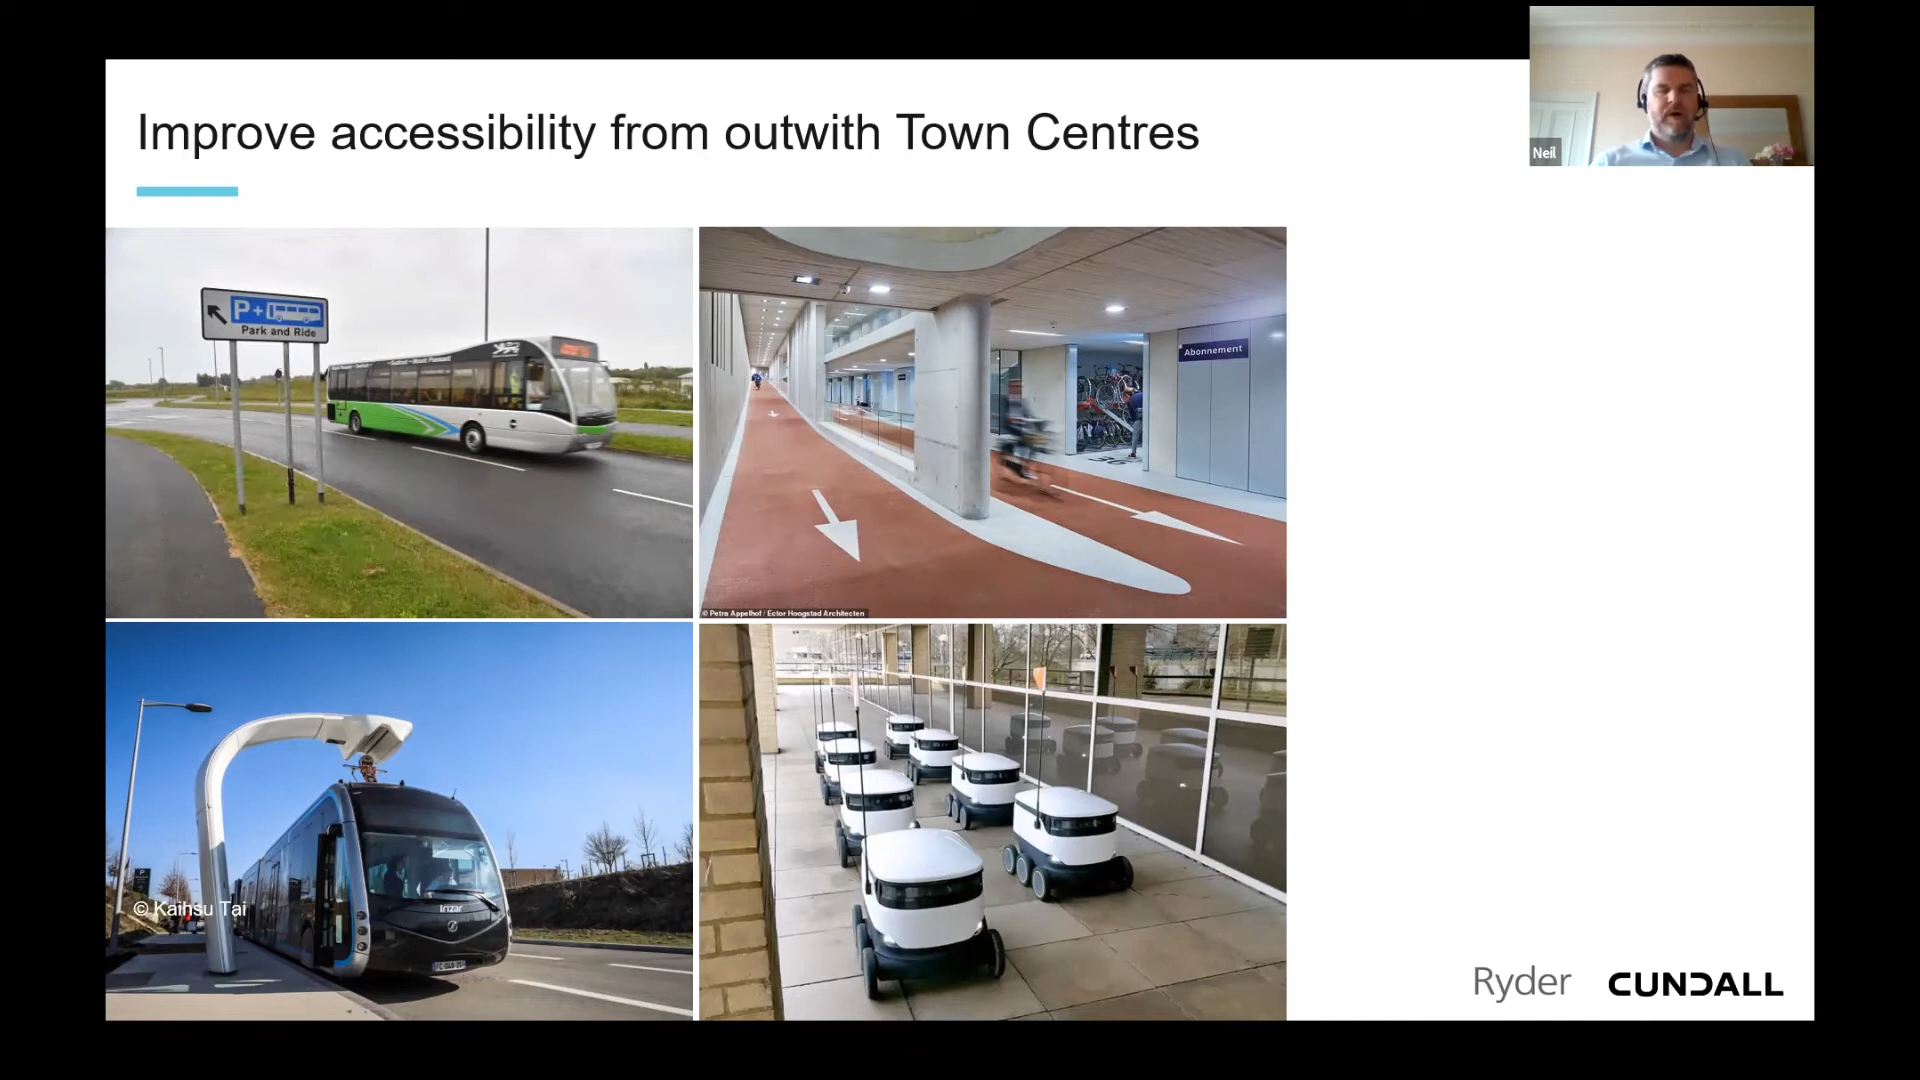 Improve accessibility from outwith Town Centres
Neil
P+
Park and Ride
Abonnement
© Petra Appelhof / Ector Hoogstad Architecten
© Kaihsu Tai
Irizar
Ryder
CUNDALL